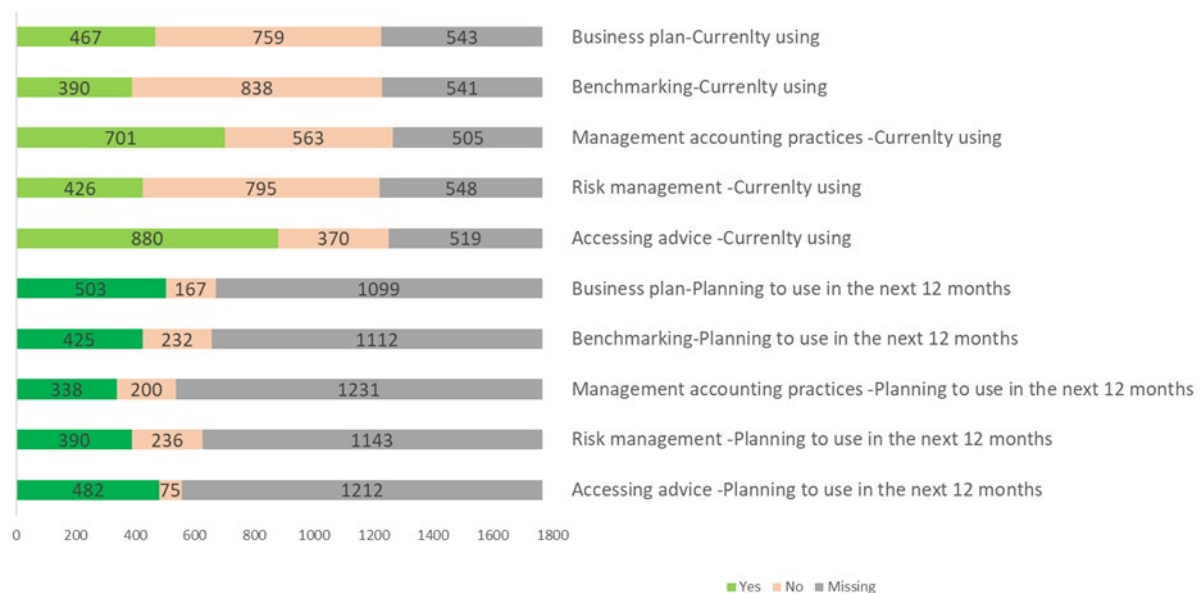 467 759 543 Business plan-Currenlty using
390 838 541 Benchmarking-Currenlty using
701 563 505 Management accounting practices -Currenlty using
426 795 548 Risk management -Currenlty using
880 370 519 Accessing advice -Currenlty using
503 167 1099 Business plan-Planning to use in the next 12 months
425 232 1112 Benchmarking-Planning to use in the next 12 months
338 200 1231 Management accounting practices -Planning to use in the next 12 months
390 236 1143 Risk management -Planning to use in the next 12 months
482 75 1212 Accessing advice -Planning to use in the next 12 months
0 200 400 600 800 1000 1200 1400 1600 1800
Yes No Missing